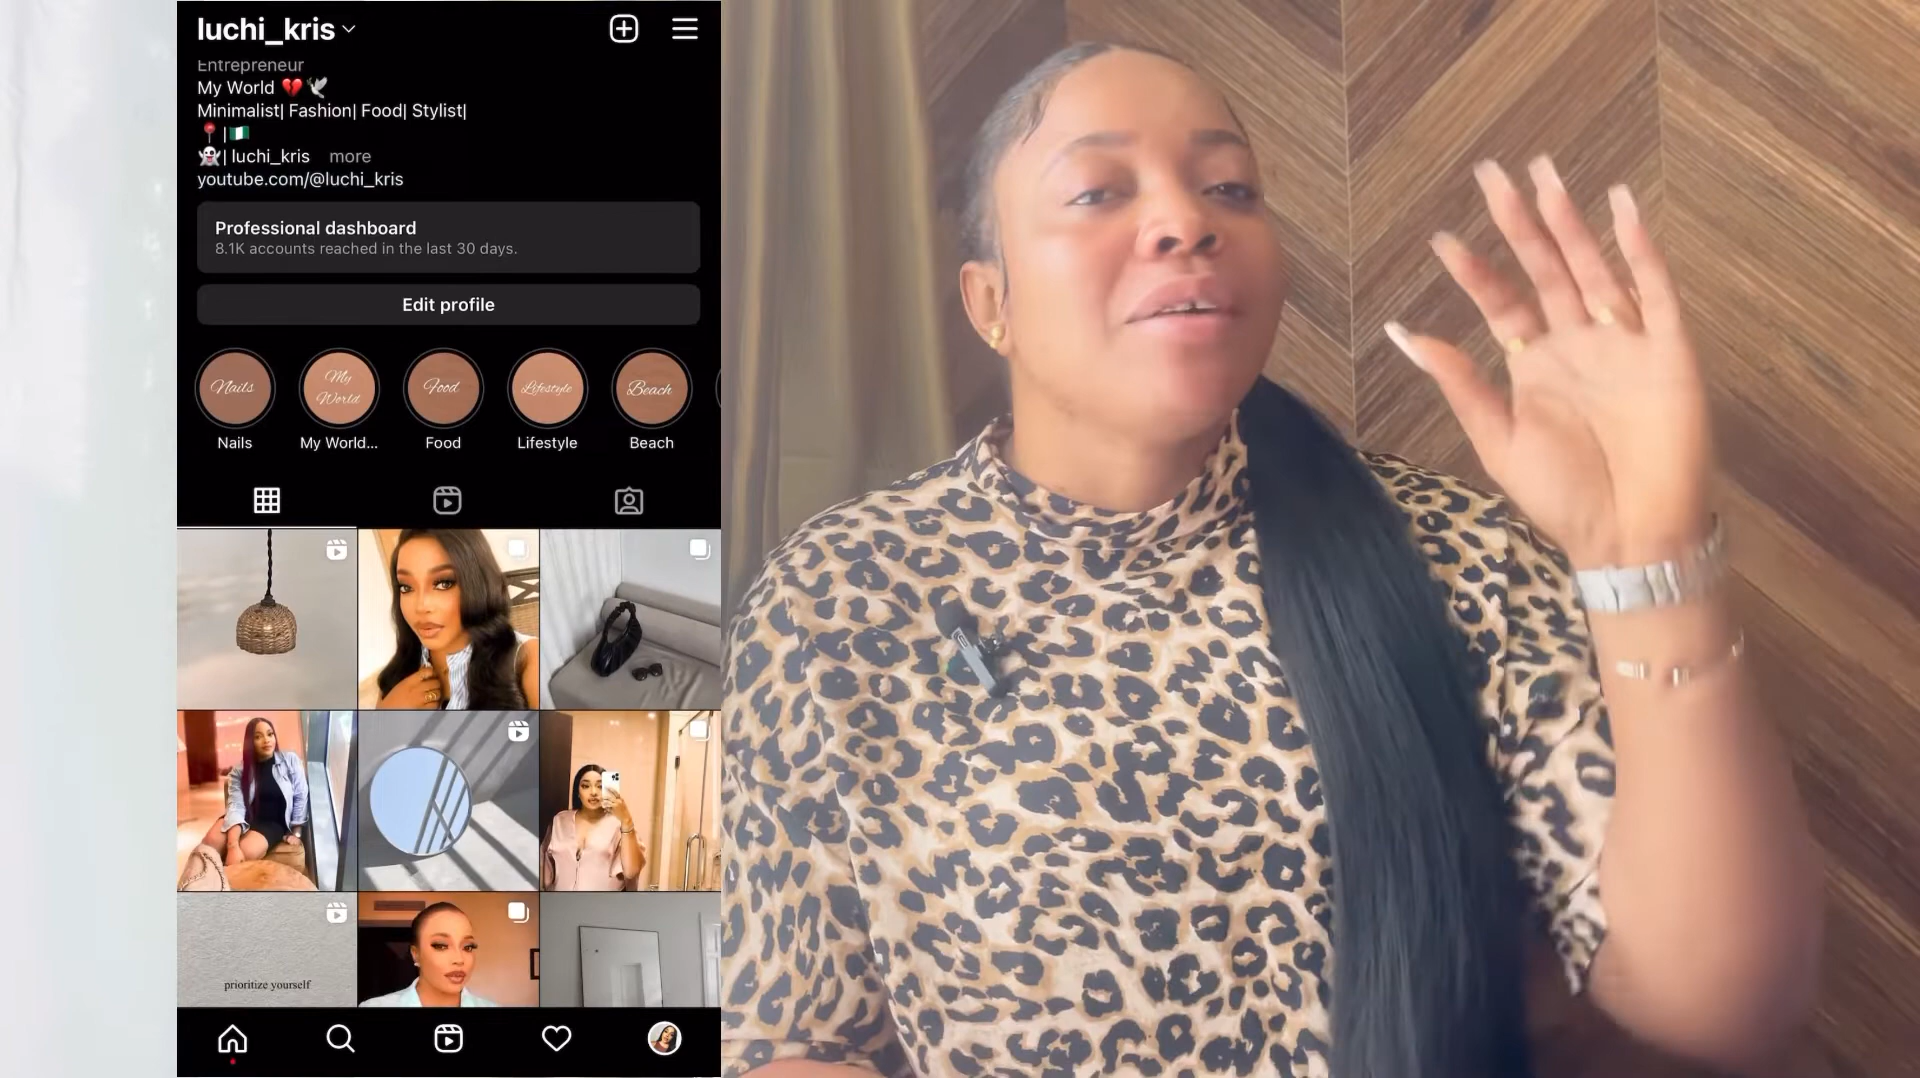 luchi_kris
Entrepreneur
My World 💔🕊
Minimalist| Fashion| Food| Stylist|
📍|🇳🇬
👻| luchi_kris more
youtube.com/@luchi_kris
Professional dashboard
8.1K accounts reached in the last 30 days.
Edit profile
Nails
My
World
Food
Lifestyle
Beach
Nails
My World...
Food
Lifestyle
Beach
prioritize yourself